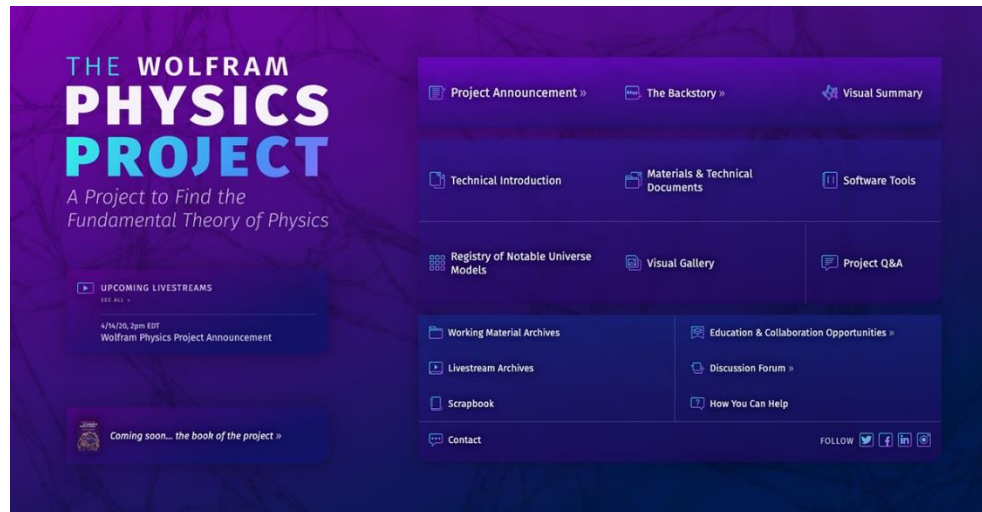 THE WOLFRAM
PHYSICS
PROJECT
A Project to Find the
Fundamental Theory of Physics
UPCOMING LIVESTREAMS
SEE ALL »
4/14/20, 2pm EDT
Wolfram Physics Project Announcement
Coming soon... the book of the project »
Project Announcement »
The Backstory »
Visual Summary
Technical Introduction
Materials & Technical
Documents
Software Tools
Registry of Notable Universe
Models
Visual Gallery
Project Q&A
Working Material Archives
Education & Collaboration Opportunities »
Livestream Archives
Discussion Forum »
Scrapbook
How You Can Help
Contact
FOLLOW